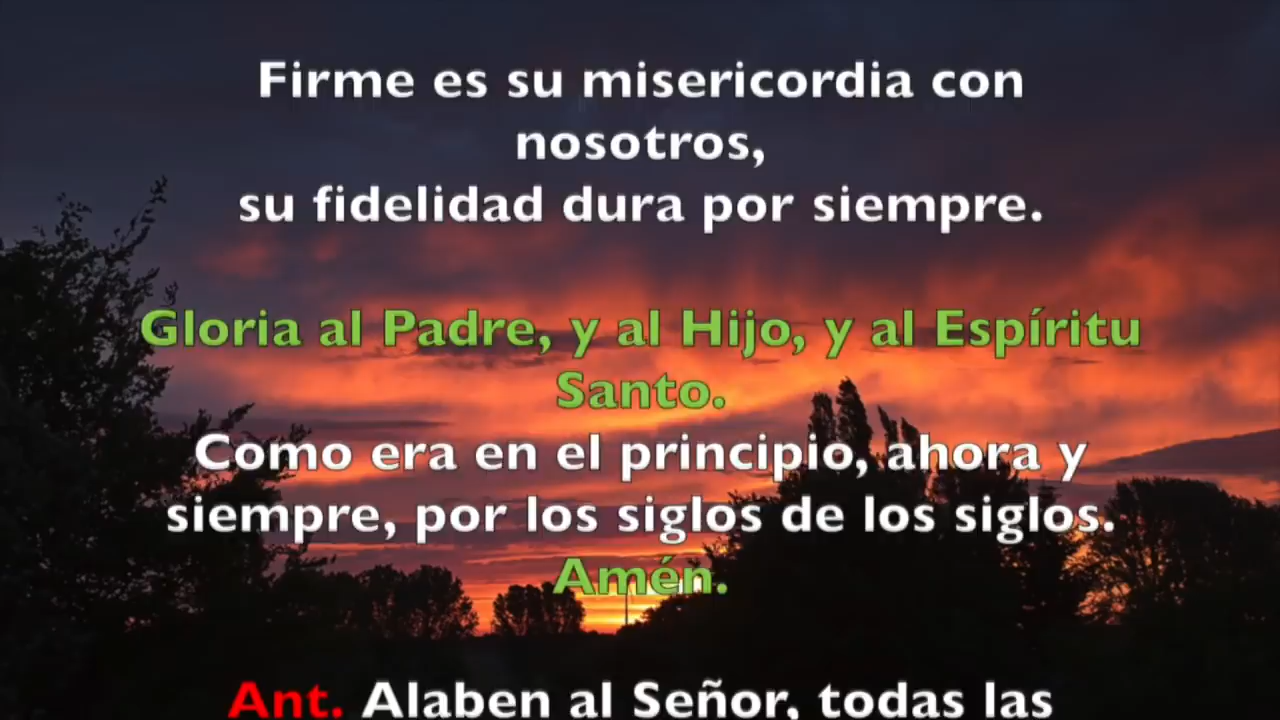 Firme es su misericordia con
nosotros,
su fidelidad dura por siempre.
Gloria al Padre, y al Hijo, y al Espíritu
Santo.
Como era en el principio, ahora y
siempre, por los siglos de los siglos.
Amén.
Ant. Alaben al Señor, todas las